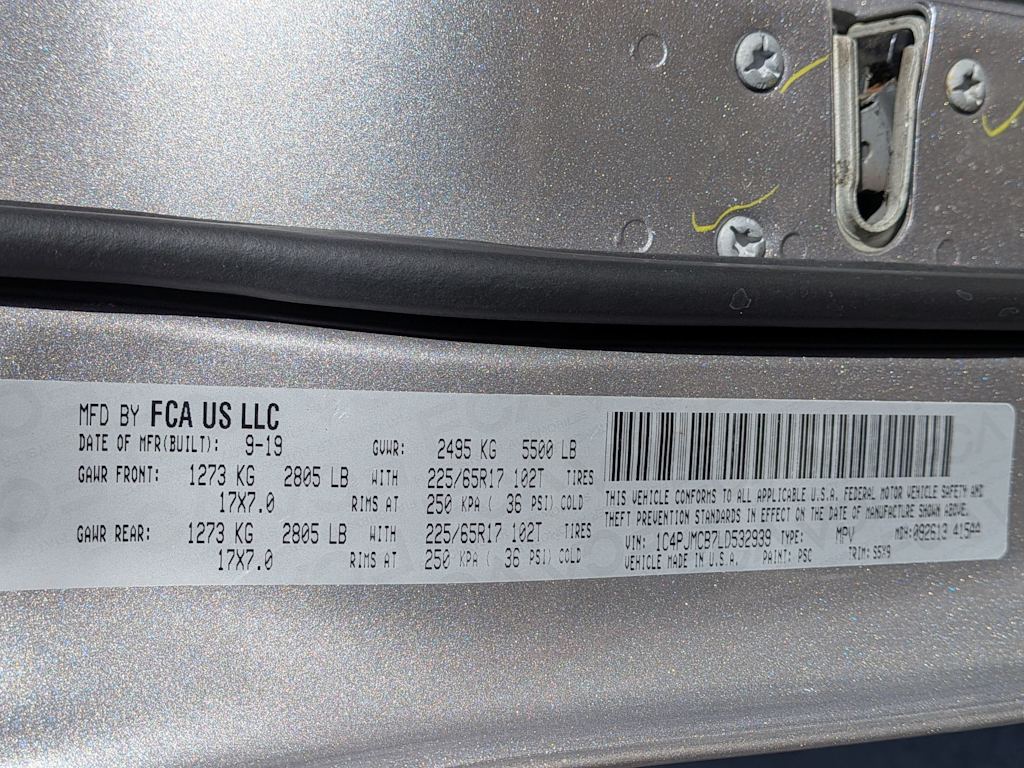 MFD BY FCA US LLC
DATE OF MFR(BUILT): 9-19 GVWR: 2495 KG 5500 LB
GAWR FRONT: 1273 KG 2805 LB WITH 225/65R17 102T TIRES
17X7.0 RIMS AT 250 KPA ( 36 PSI) COLD
GAWR REAR: 1273 KG 2805 LB WITH 225/65R17 102T TIRES
17X7.0 RIMS AT 250 KPA ( 36 PSI) COLD
THIS VEHICLE CONFORMS TO ALL APPLICABLE U.S.A. FEDERAL MOTOR VEHICLE SAFETY AND
THEFT PREVENTION STANDARDS IN EFFECT ON THE DATE OF MANUFACTURE SHOWN ABOVE.
VIN: 1C4PJMCB7LD532939 TYPE: MPV MDH: 092613 415AA
VEHICLE MADE IN U.S.A. PAINT: PSC TRIM: S5X9